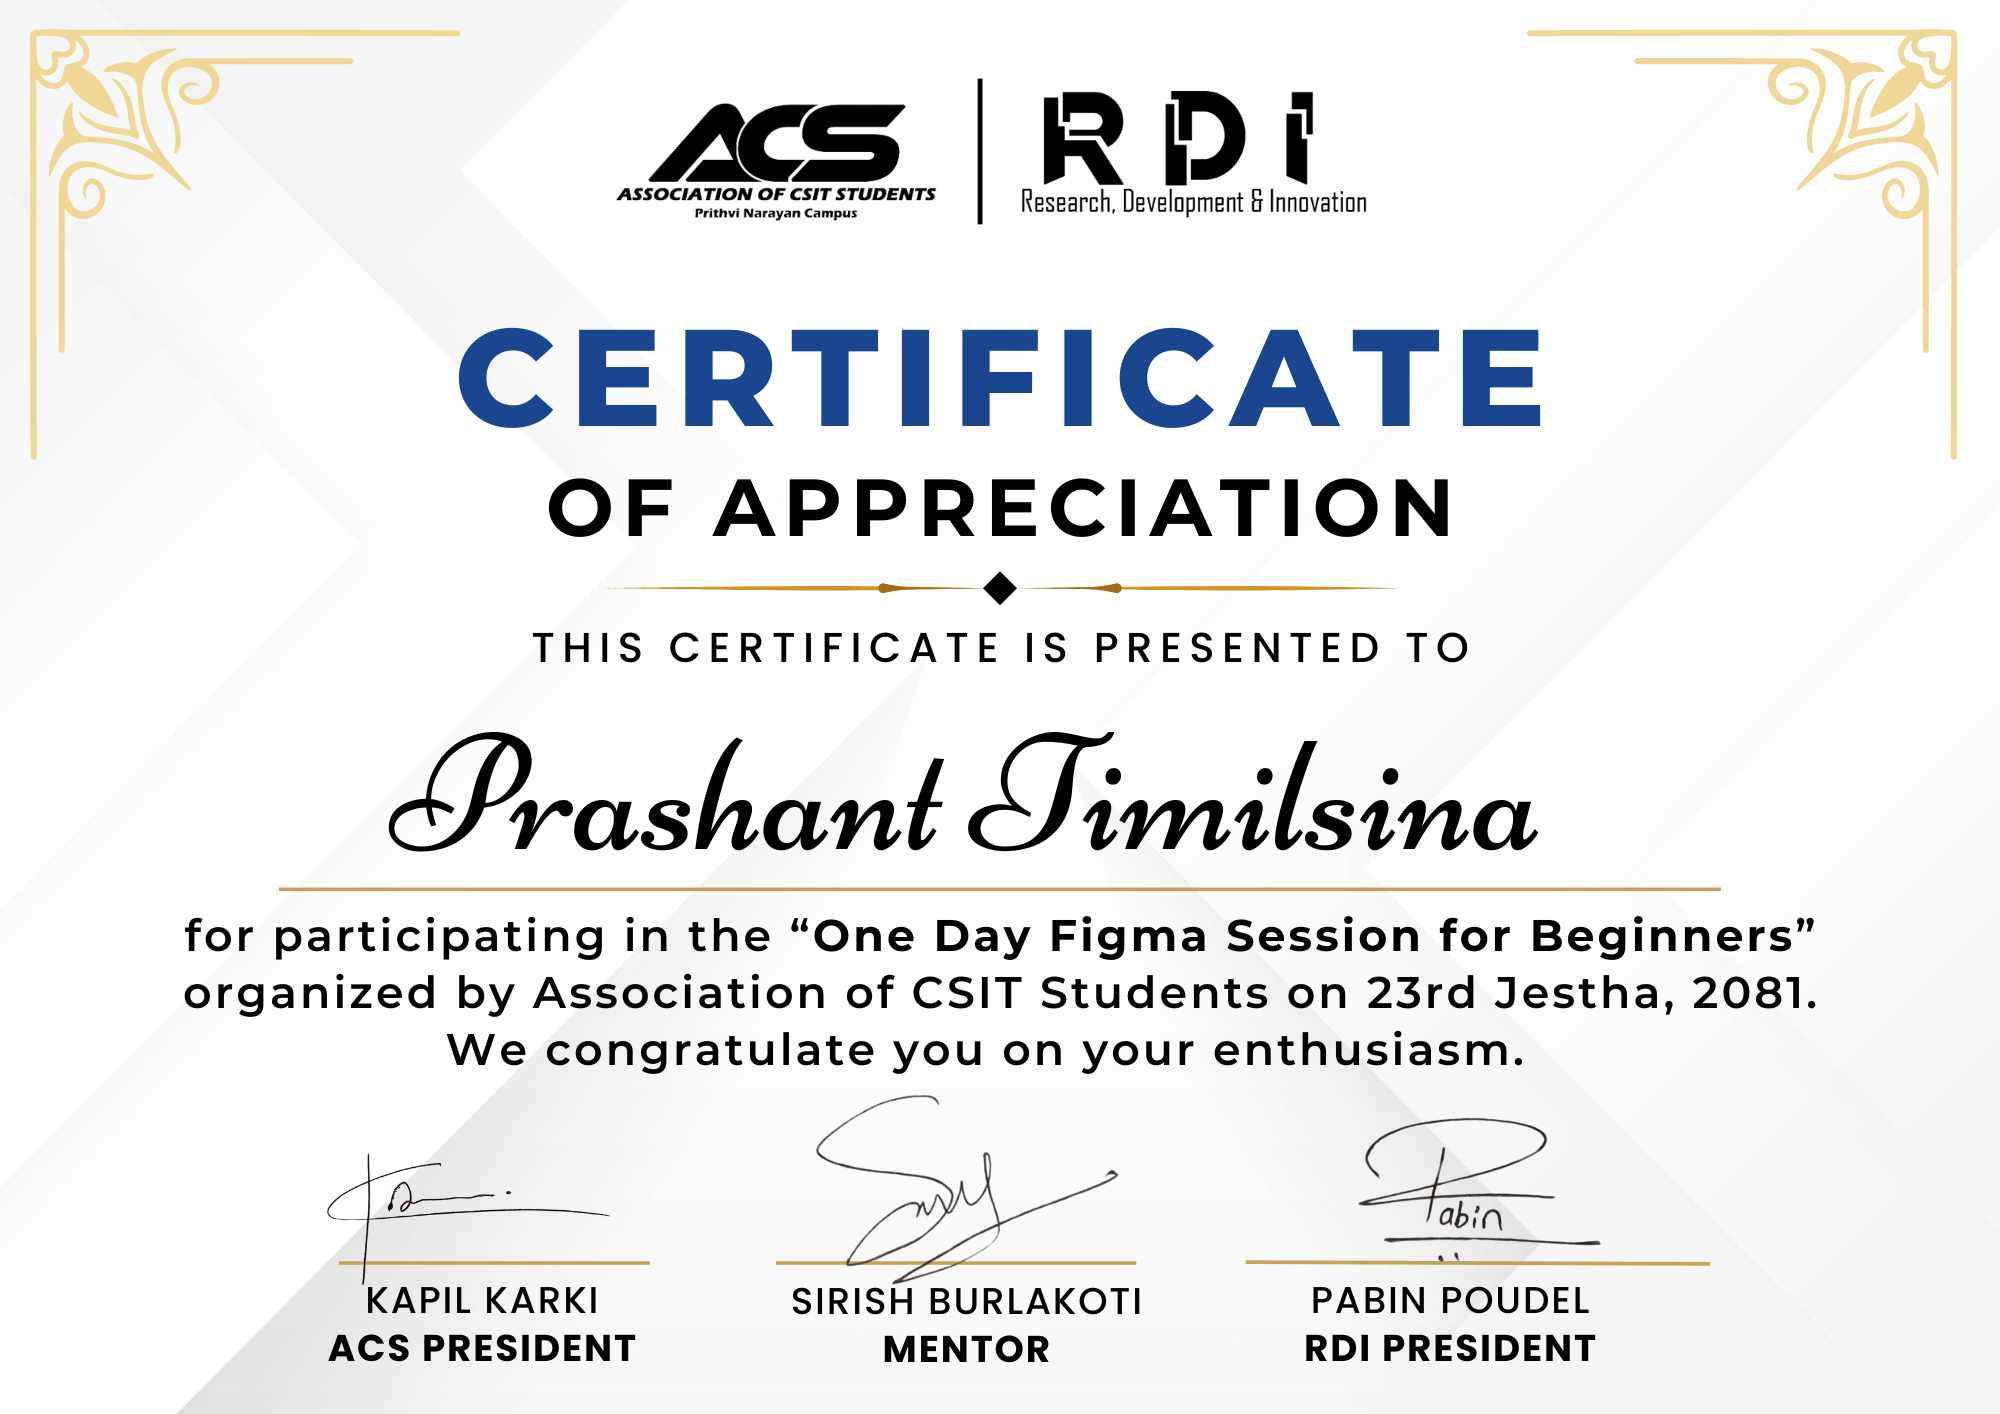 ACS
ASSOCIATION OF CSIT STUDENTS
Prithvi Narayan Campus
RDI
Research, Development & Innovation
CERTIFICATE
OF APPRECIATION
THIS CERTIFICATE IS PRESENTED TO
Prashant Timilsina
for participating in the “One Day Figma Session for Beginners”
organized by Association of CSIT Students on 23rd Jestha, 2081.
We congratulate you on your enthusiasm.
Pabin
KAPIL KARKI
ACS PRESIDENT
SIRISH BURLAKOTI
MENTOR
PABIN POUDEL
RDI PRESIDENT